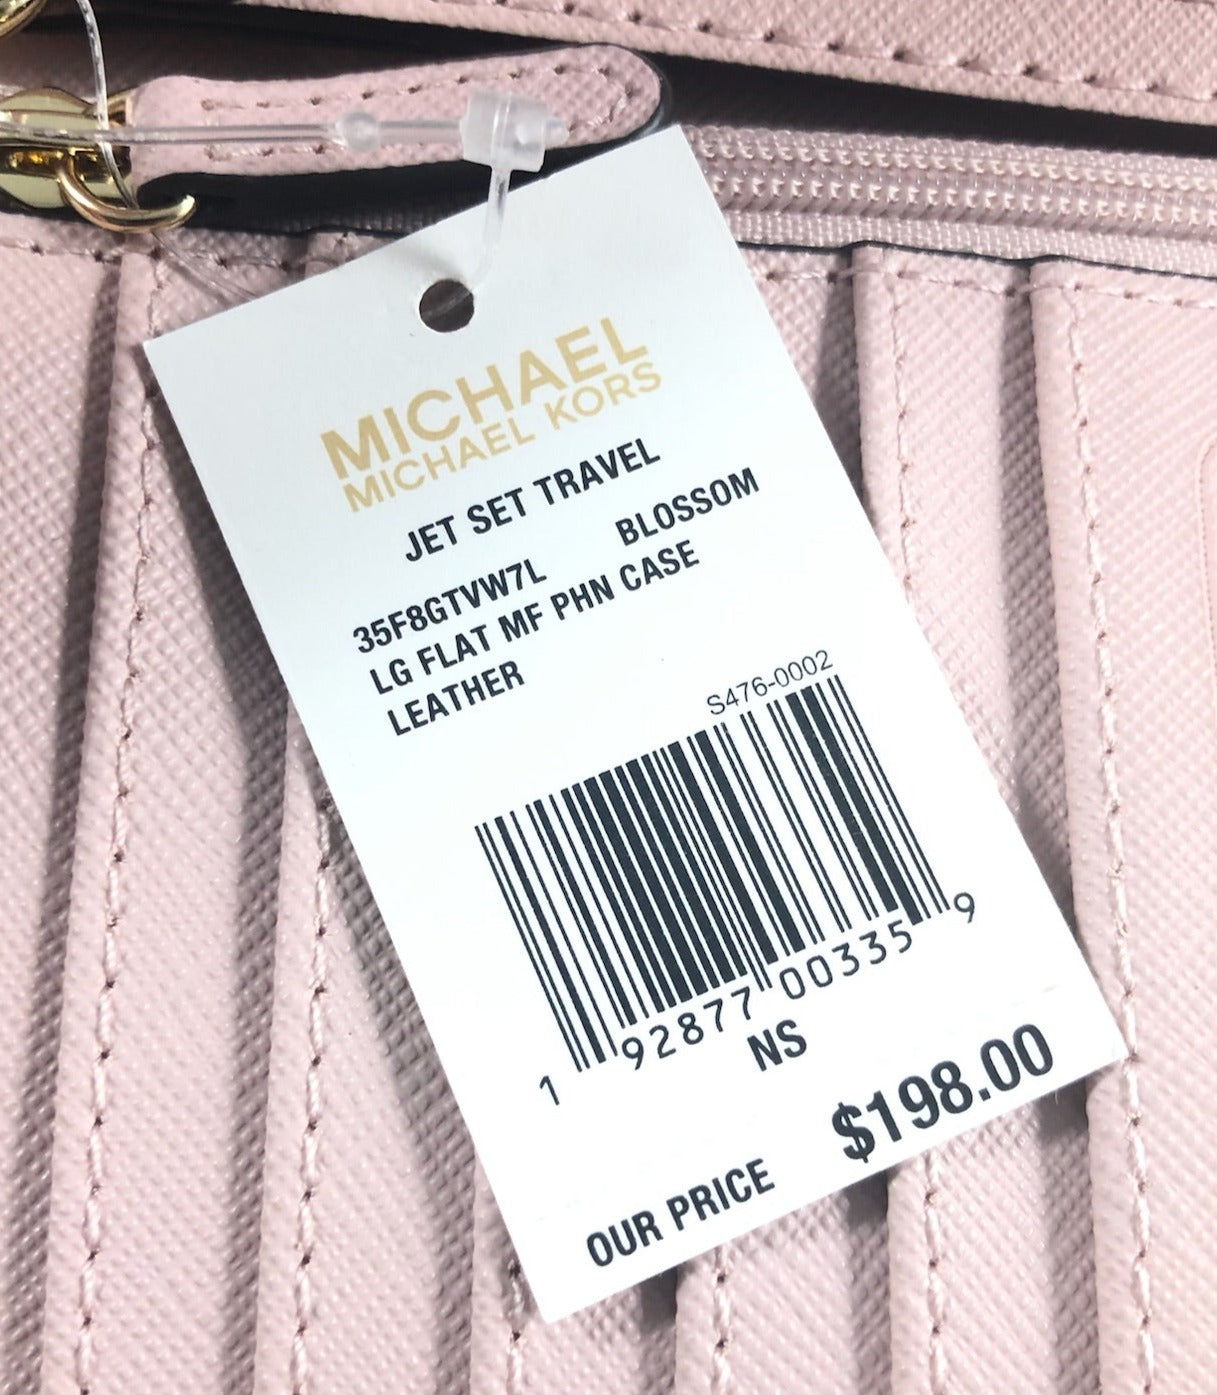 MICHAEL
MICHAEL KORS
JET SET TRAVEL
35F8GTVW7L BLOSSOM
LG FLAT MF PHN CASE
LEATHER
S476-0002
1 92877 00335 9
NS
OUR PRICE $198.00